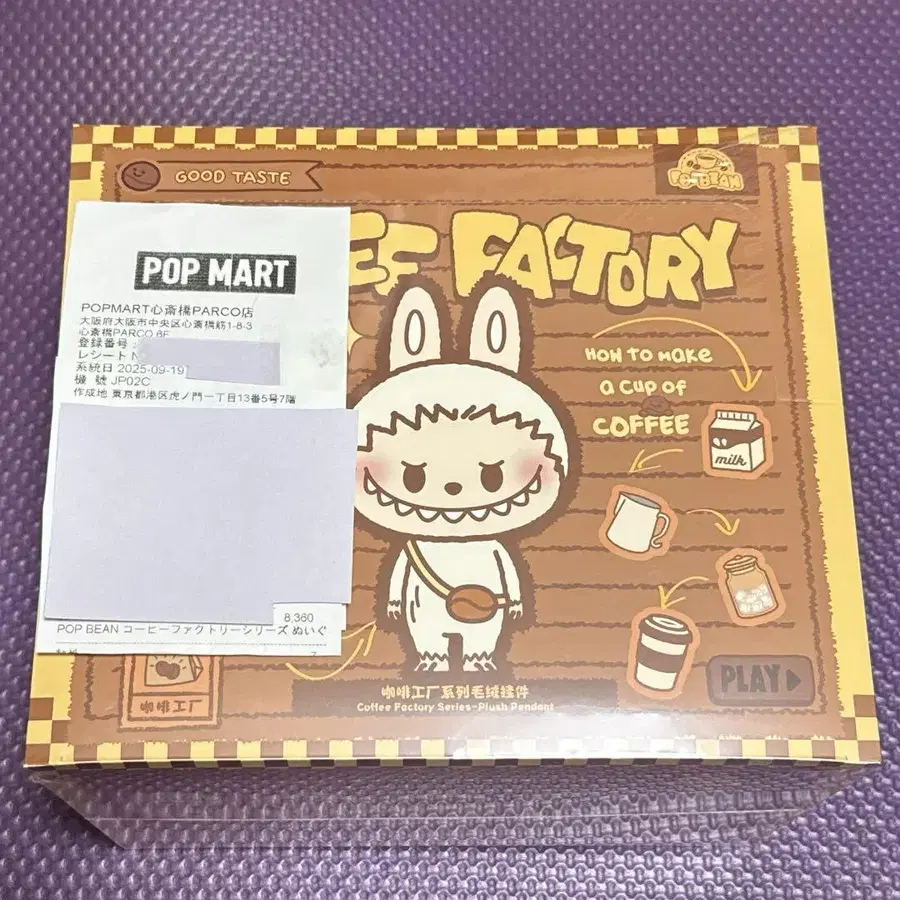 GOOD TASTE
POP BEAN
FACTORY
POP MART
POPMART心斎橋PARCO店
大阪府大阪市中央区心斎橋筋1-8-3
心斎橋PARCO 6F
登録番号:
レシート N
系統日 2025-09-19
機 號 JP02C
作成地 東京都港区虎ノ門一丁目13番5号7階
8,360
POP BEAN コーヒーファクトリーシリーズ ぬいぐ
HOW TO MAKE
A CUP OF
COFFEE
milk
PLAY
咖啡工厂
咖啡工厂系列毛绒挂件
Coffee Factory Series-Plush Pendant